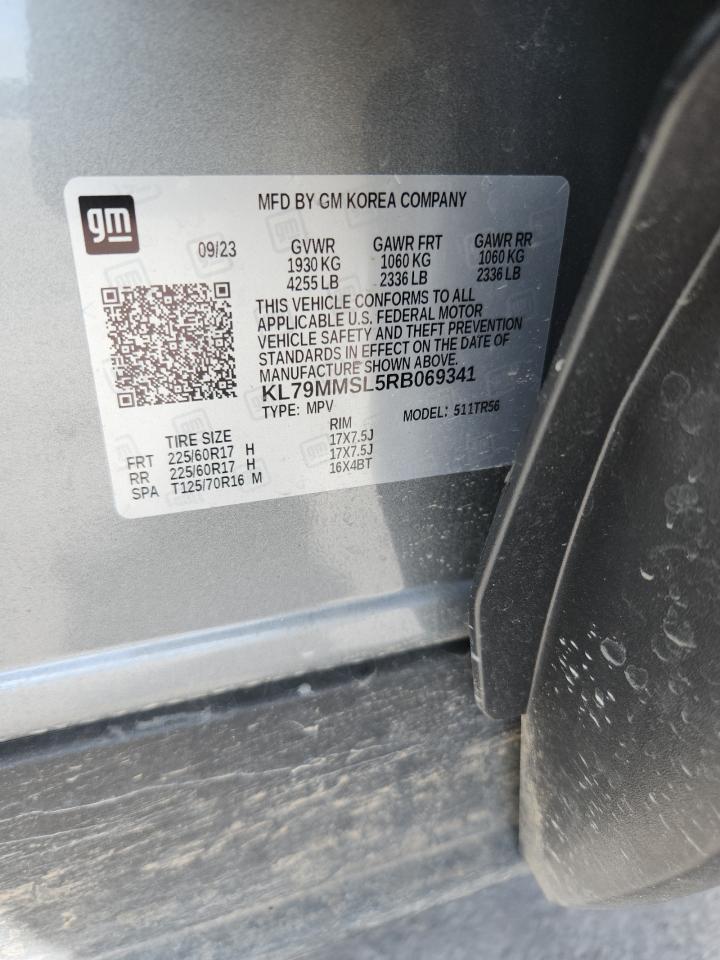 gm
MFD BY GM KOREA COMPANY
09/23 GVWR GAWR FRT GAWR RR
1930 KG 1060 KG 1060 KG
4255 LB 2336 LB 2336 LB
THIS VEHICLE CONFORMS TO ALL
APPLICABLE U.S. FEDERAL MOTOR
VEHICLE SAFETY AND THEFT PREVENTION
STANDARDS IN EFFECT ON THE DATE OF
MANUFACTURE SHOWN ABOVE.
KL79MMSL5RB069341
TYPE: MPV MODEL: 511TR56
TIRE SIZE RIM
FRT 225/60R17 H 17X7.5J
RR 225/60R17 H 17X7.5J
SPA T125/70R16 M 16X4BT